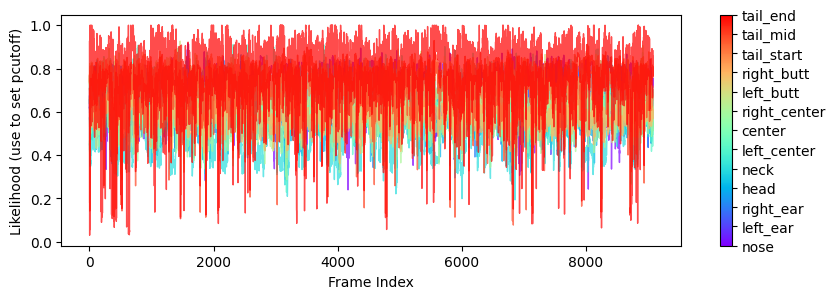 Likelihood (use to set pcutoff)
1.0
0.8
0.6
0.4
0.2
0.0
0
2000
4000
6000
8000
Frame Index
tail_end
tail_mid
tail_start
right_butt
left_butt
right_center
center
left_center
neck
head
right_ear
left_ear
nose